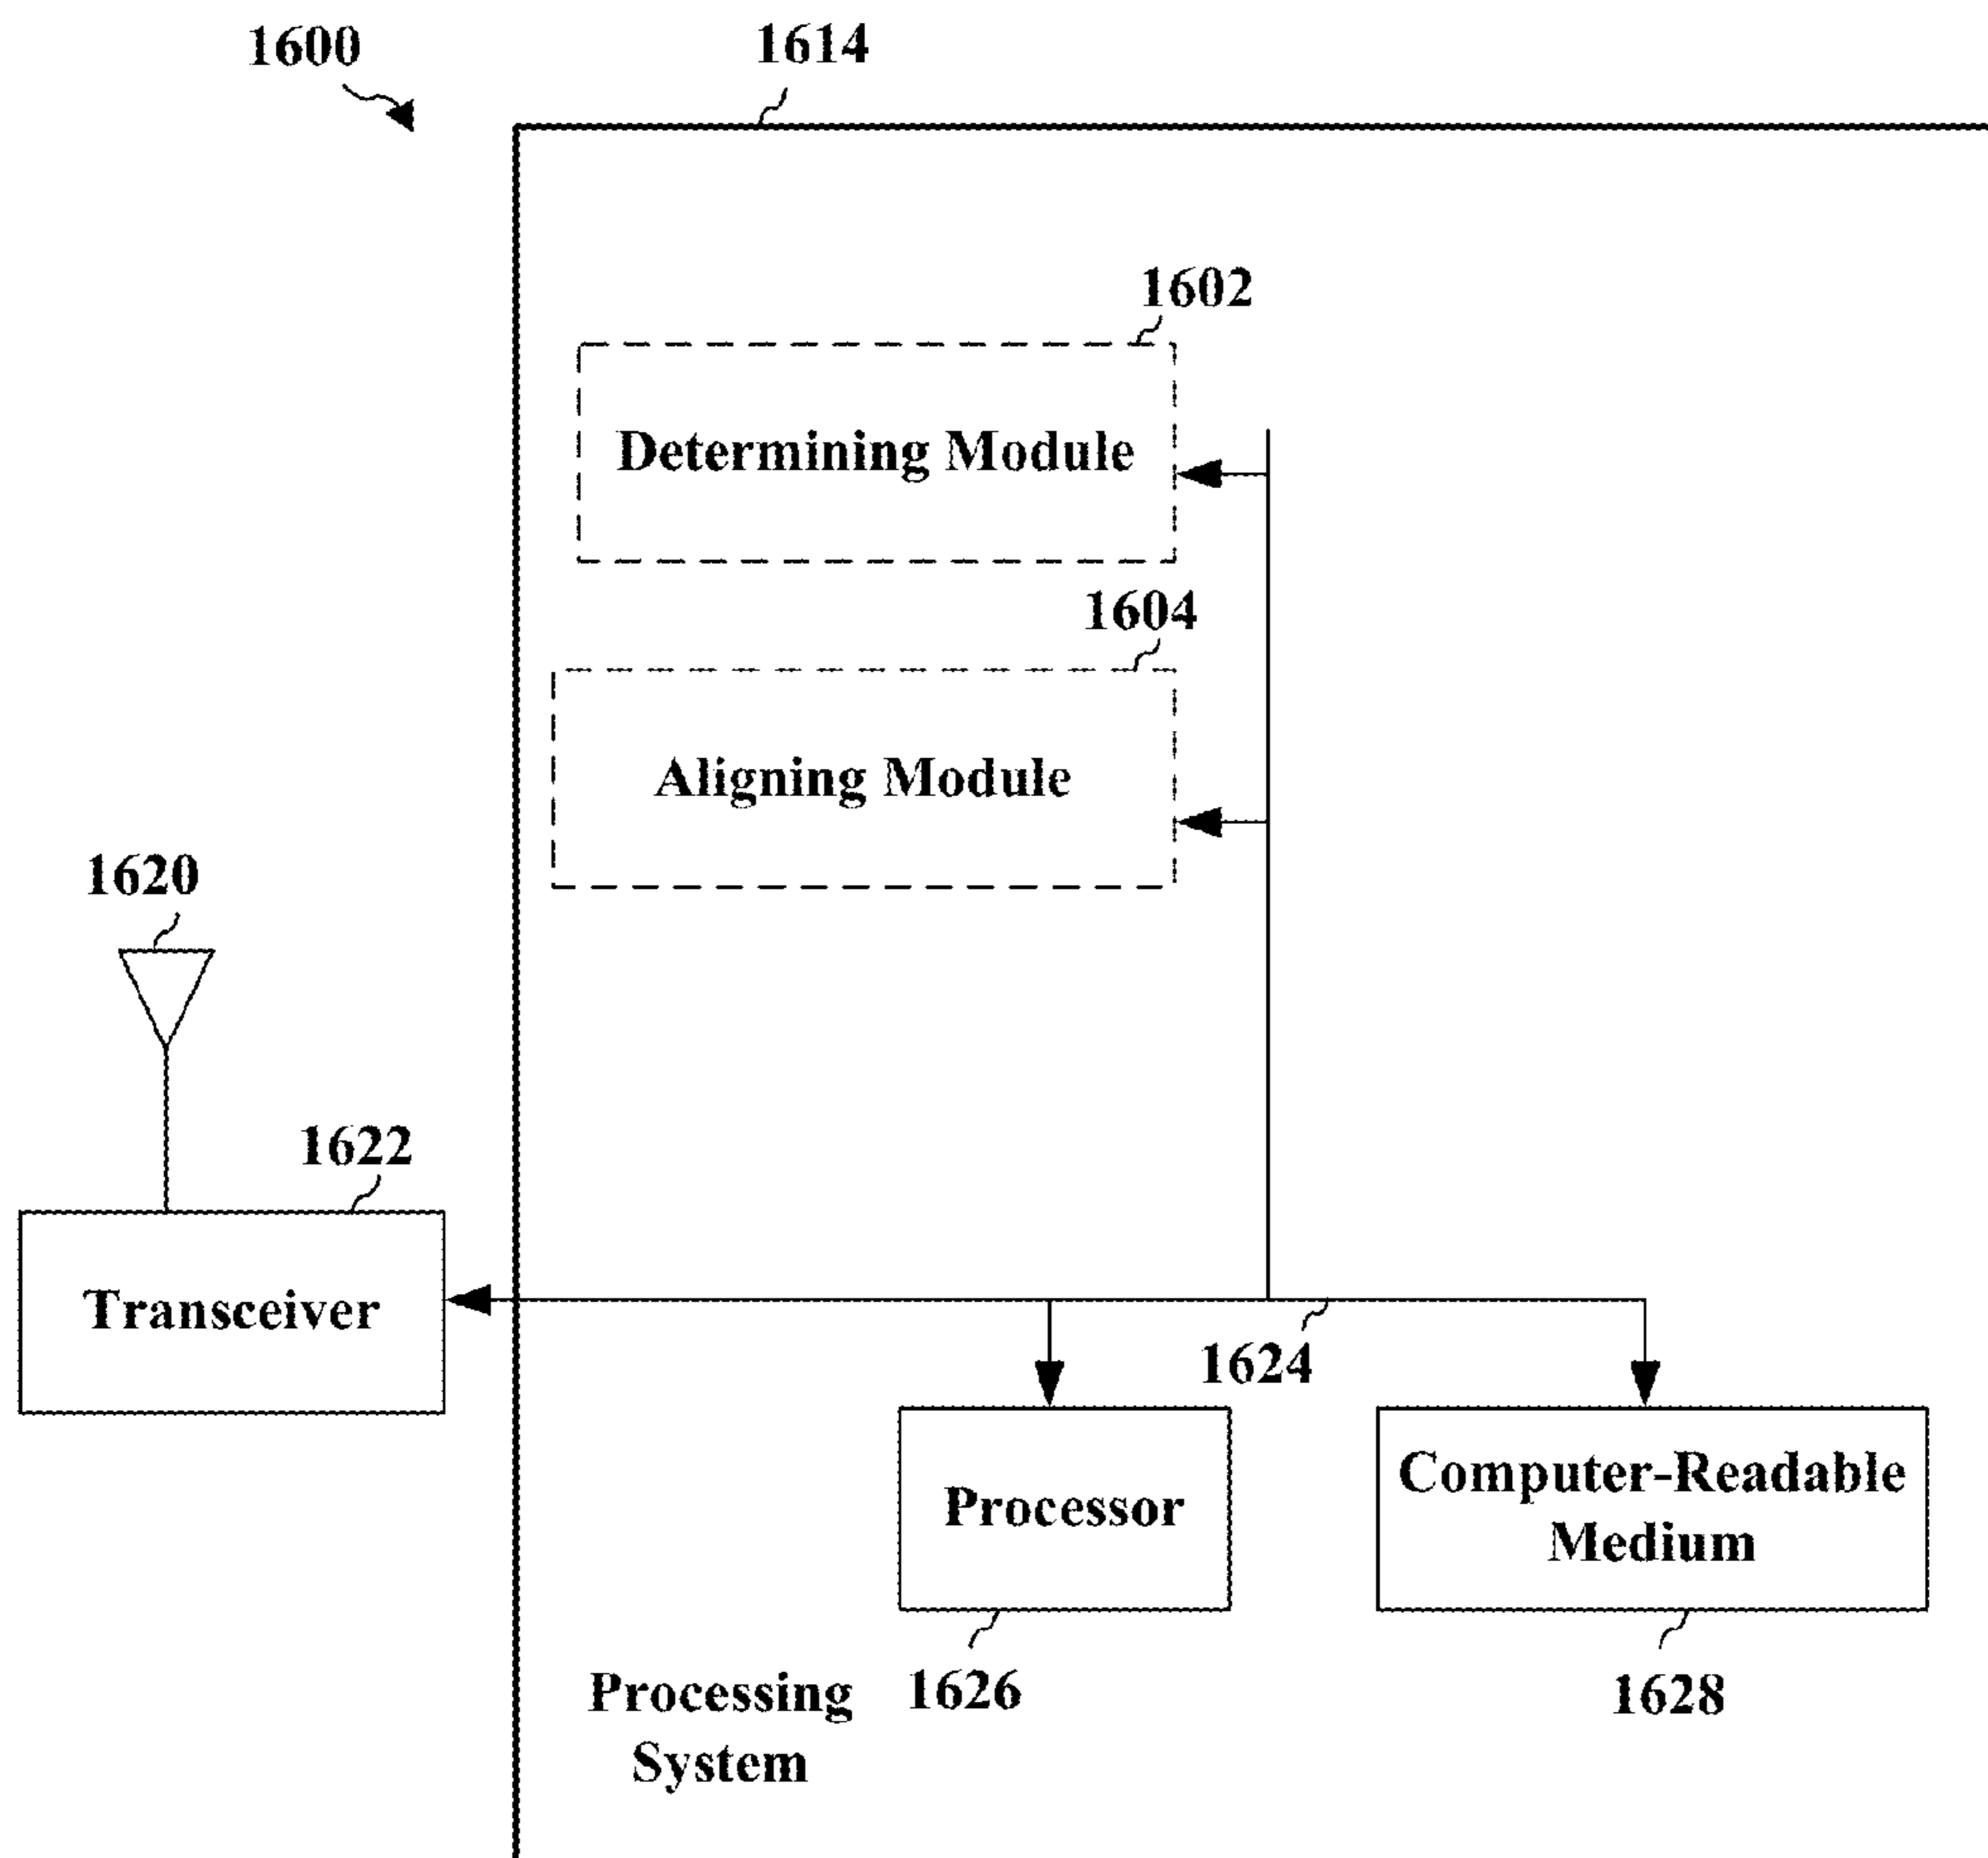 1600
1614
1602
Determining Module
1604
Aligning Module
1620
1622
Transceiver
1624
Processor
Computer-Readable
Medium
1626
1628
Processing
System